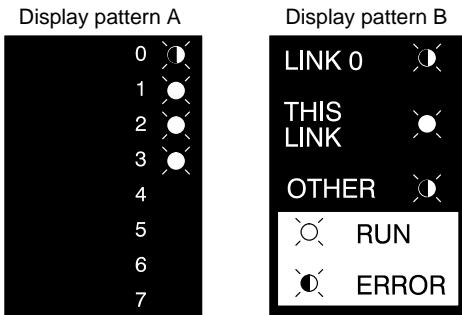 Display pattern A
0
1
2
3
4
5
6
7
Display pattern B
LINK 0
THIS
LINK
OTHER
RUN
ERROR